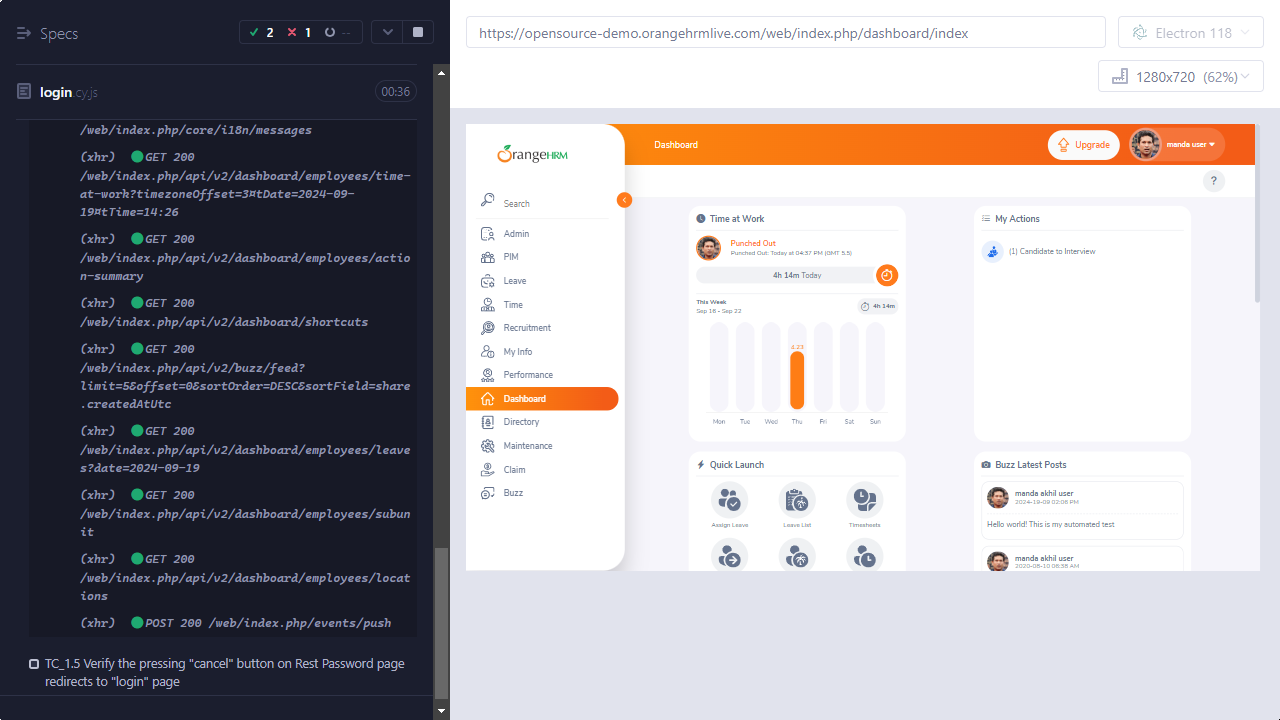 Specs
2
1
--
login.cy.js
00:36
/web/index.php/core/i18n/messages
(xhr) GET 200
/web/index.php/api/v2/dashboard/employees/time-
at-work?timezoneOffset=3¤tDate=2024-09-
19¤tTime=14:26
(xhr) GET 200
/web/index.php/api/v2/dashboard/employees/actio
n-summary
(xhr) GET 200
/web/index.php/api/v2/dashboard/shortcuts
(xhr) GET 200
/web/index.php/api/v2/buzz/feed?
limit=5&offset=0&sortOrder=DESC&sortField=share
.createdAtUtc
(xhr) GET 200
/web/index.php/api/v2/dashboard/employees/leave
s?date=2024-09-19
(xhr) GET 200
/web/index.php/api/v2/dashboard/employees/subun
it
(xhr) GET 200
/web/index.php/api/v2/dashboard/employees/locat
ions
(xhr) POST 200 /web/index.php/events/push
TC_1.5 Verify the pressing "cancel" button on Rest Password page
redirects to "login" page
https://opensource-demo.orangehrmlive.com/web/index.php/dashboard/index
Electron 118
1280x720 (62%)
OrangeHRM
Search
Admin
PIM
Leave
Time
Recruitment
My Info
Performance
Dashboard
Directory
Maintenance
Claim
Buzz
Dashboard
Upgrade
manda user
?
Time at Work
Punched Out
Punched Out: Today at 04:37 PM (GMT 5.5)
4h 14m Today
This Week
Sep 16 - Sep 22
4h 14m
4.23
Mon Tue Wed Thu Fri Sat Sun
My Actions
(1) Candidate to Interview
Quick Launch
Assign Leave
Leave List
Timesheets
Buzz Latest Posts
manda akhil user
2024-19-09 02:06 PM
Hello world! This is my automated test
manda akhil user
2020-08-10 08:38 AM